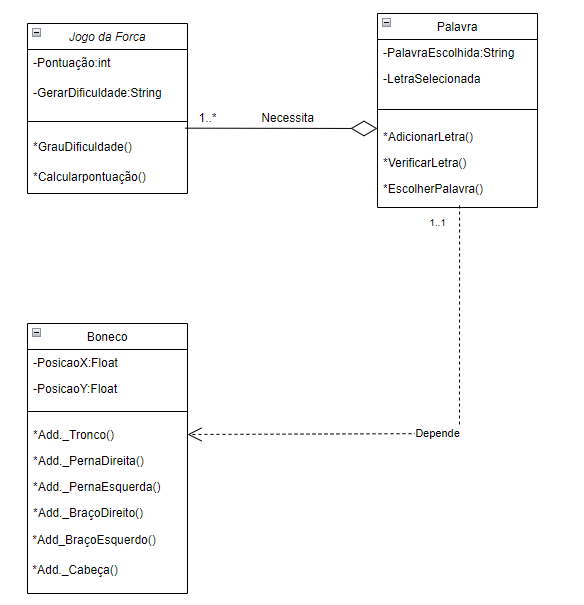 Jogo da Forca
-Pontuação:int
-GerarDificuldade:String
*GrauDificuldade()
*Calcularpontuação()
1..*
Necessita
Palavra
-PalavraEscolhida:String
-LetraSelecionada
*AdicionarLetra()
*VerificarLetra()
*EscolherPalavra()
1..1
Depende
Boneco
-PosicaoX:Float
-PosicaoY:Float
*Add._Tronco()
*Add._PernaDireita()
*Add._PernaEsquerda()
*Add._BraçoDireito()
*Add_BraçoEsquerdo()
*Add._Cabeça()